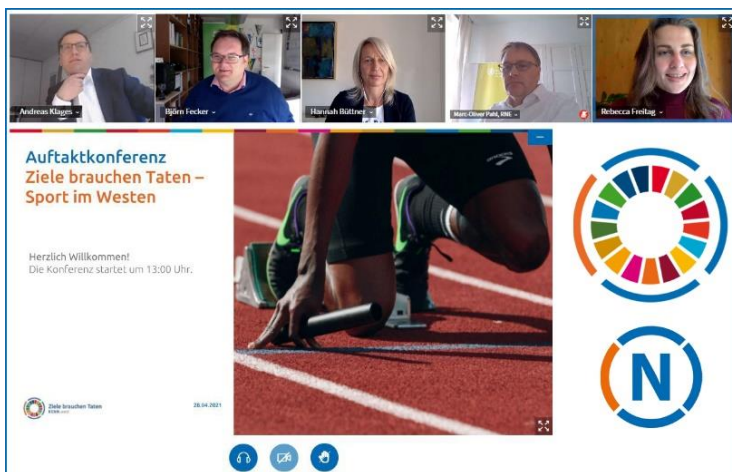 Andreas Klages
Björn Fecker
Hannah Büttner
Marc-Oliver Pahl, RNE
Rebecca Freitag
Auftaktkonferenz
Ziele brauchen Taten –
Sport im Westen
Herzlich Willkommen!
Die Konferenz startet um 13:00 Uhr.
Ziele brauchen Taten
28.04.2021
N